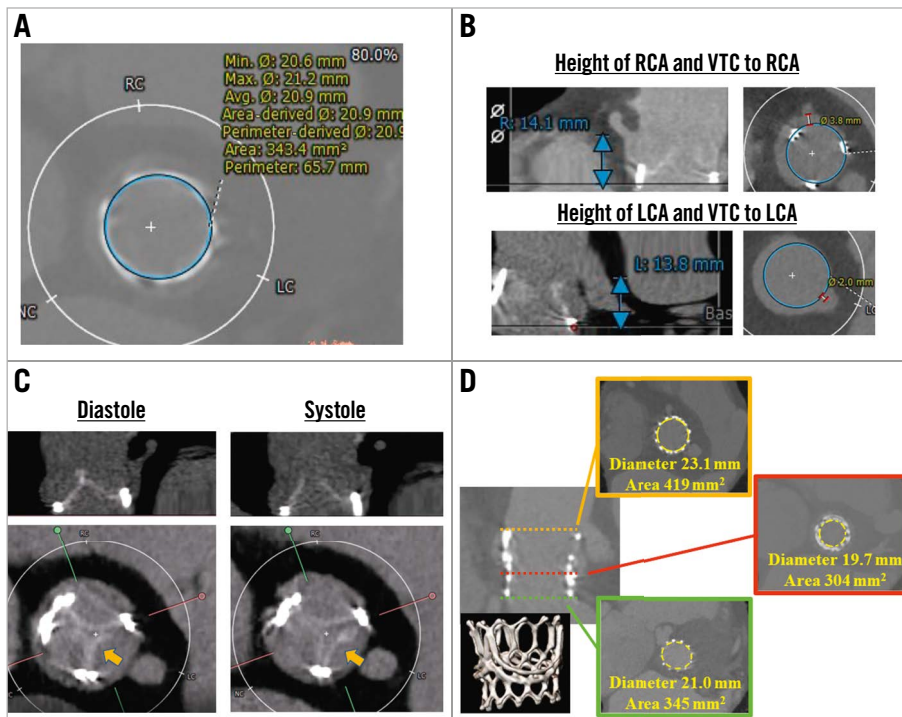 A
80.0%
Min. Ø: 20.6 mm
Max. Ø: 21.2 mm
Avg. Ø: 20.9 mm
Area-derived Ø: 20.9 mm
Perimeter-derived Ø: 20.9
Area: 343.4 mm²
Perimeter: 65.7 mm
RC
LC
NC
B
Height of RCA and VTC to RCA
R: 14.1 mm
Ø 3.8 mm
Height of LCA and VTC to LCA
L: 13.8 mm
Bas
Ø 2.0 mm
C
Diastole
Systole
RC
LC
NC
RC
LC
NC
D
Diameter 23.1 mm
Area 419 mm²
Diameter 19.7 mm
Area 304 mm²
Diameter 21.0 mm
Area 345 mm²